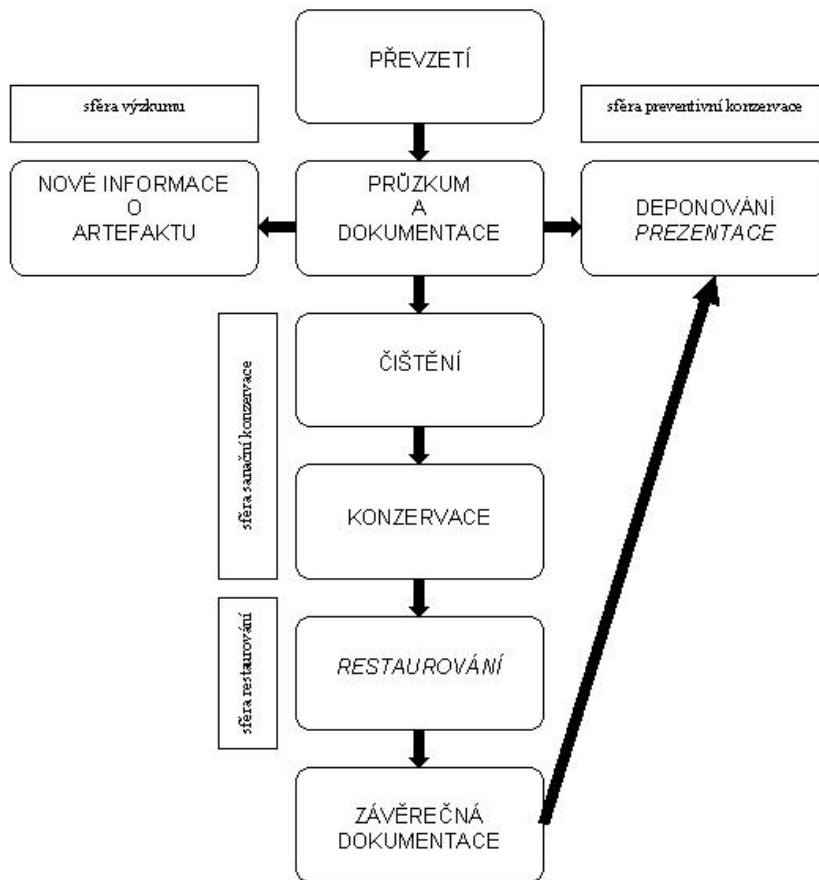 PŘEVZETÍ
sféra výzkumu
sféra preventivní konzervace
NOVÉ INFORMACE
O
ARTEFAKTU
PRŮZKUM
A
DOKUMENTACE
DEPONOVÁNÍ
PREZENTACE
sféra sanační konzervace
ČIŠTĚNÍ
KONZERVACE
sféra restaurování
RESTAUROVÁNÍ
ZÁVĚREČNÁ
DOKUMENTACE